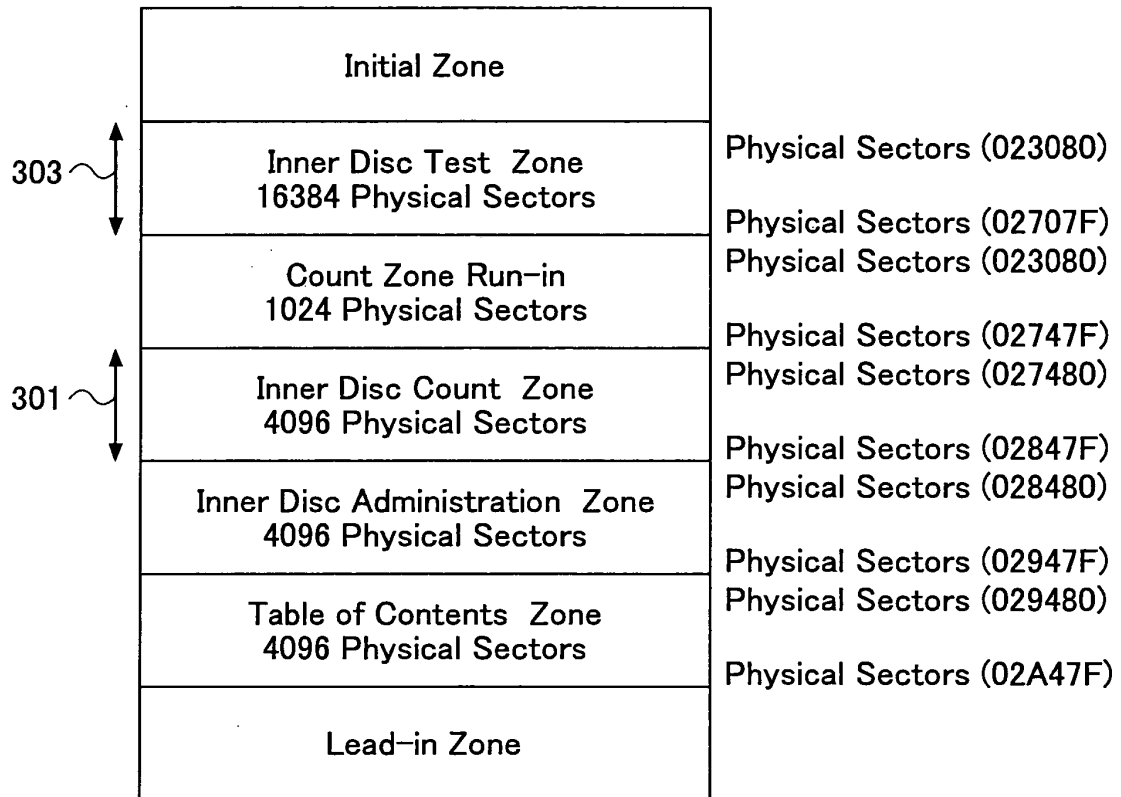 Initial Zone
303
Inner Disc Test Zone
16384 Physical Sectors
Physical Sectors (023080)
Physical Sectors (02707F)
Count Zone Run-in
1024 Physical Sectors
Physical Sectors (023080)
Physical Sectors (02747F)
301
Inner Disc Count Zone
4096 Physical Sectors
Physical Sectors (027480)
Physical Sectors (02847F)
Inner Disc Administration Zone
4096 Physical Sectors
Physical Sectors (028480)
Physical Sectors (02947F)
Table of Contents Zone
4096 Physical Sectors
Physical Sectors (029480)
Physical Sectors (02A47F)
Lead-in Zone